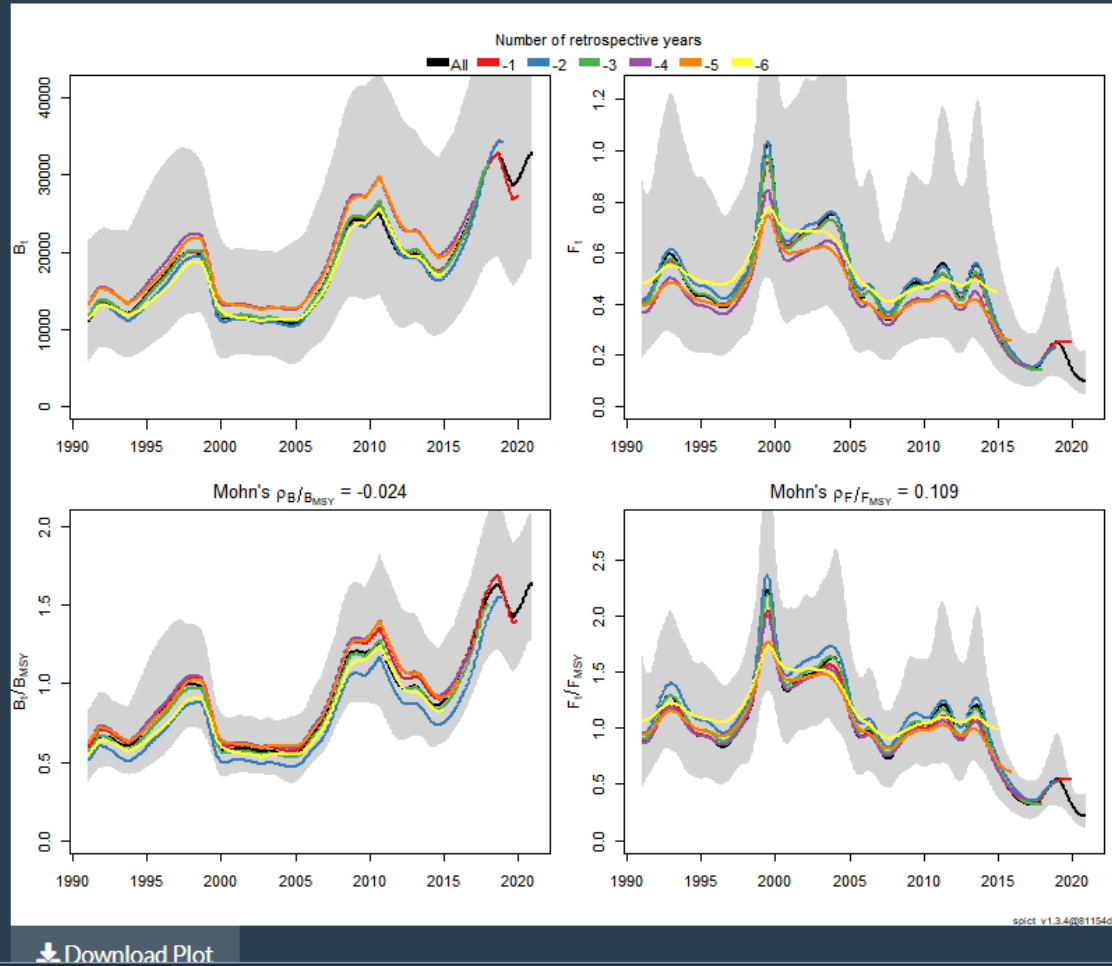 Number of retrospective years
All -1 -2 -3 -4 -5 -6
Bt
0 10000 20000 30000 40000
1990 1995 2000 2005 2010 2015 2020
Ft
0.0 0.2 0.4 0.6 0.8 1.0 1.2
1990 1995 2000 2005 2010 2015 2020
Mohn's ρB/BMSY = -0.024
Bt/BMSY
0.0 0.5 1.0 1.5 2.0
1990 1995 2000 2005 2010 2015 2020
Mohn's ρF/FMSY = 0.109
Ft/FMSY
0.0 0.5 1.0 1.5 2.0 2.5
1990 1995 2000 2005 2010 2015 2020
spict_v1.3.4@81154d
Download Plot